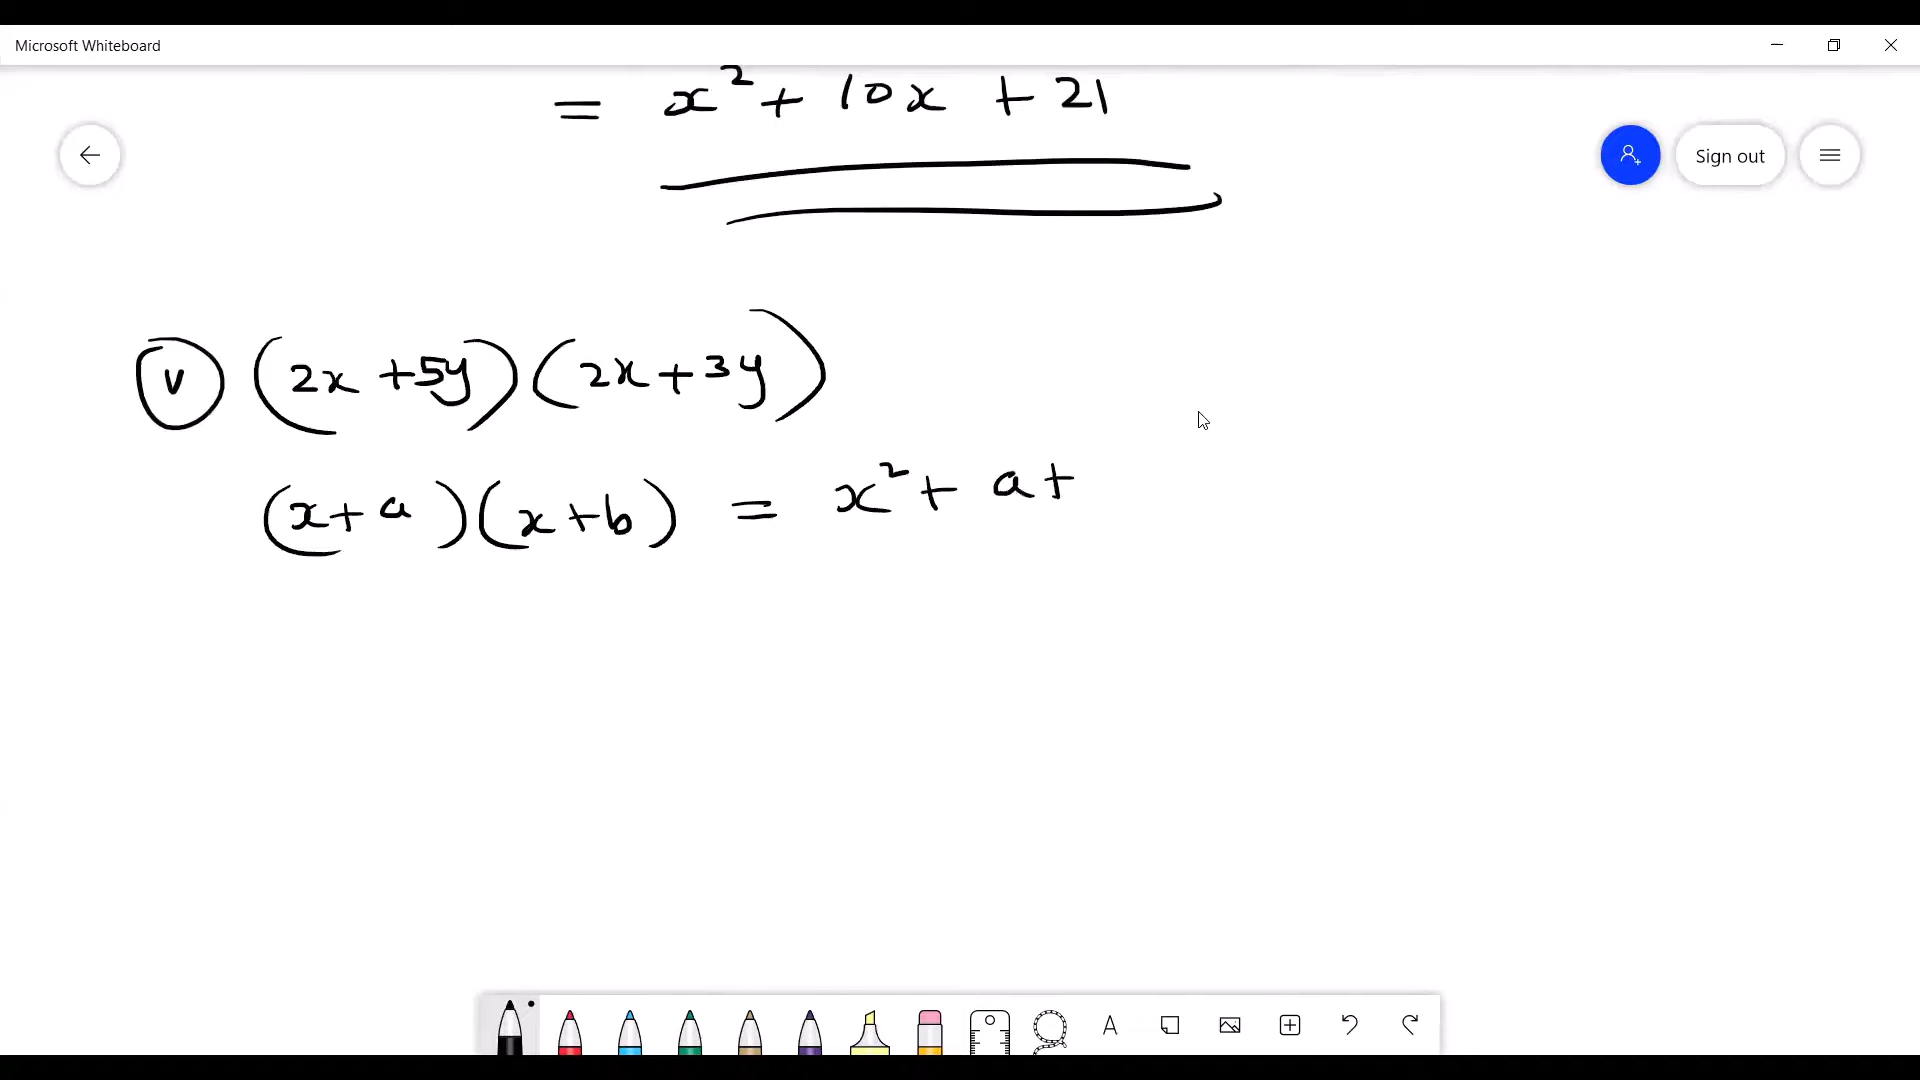 Microsoft Whiteboard
= x² + 10x + 21
Sign out
v (2x + 5y)(2x + 3y)
(x + a)(x + b) = x² + a +
A